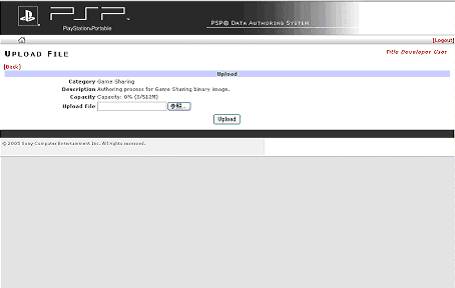 PSP
PlayStation Portable
PSP® DATA AUTHORING SYSTEM
[Logout]
UPLOAD FILE
Title Developer User
[Back]
Upload
Category Game Sharing
Description Authoring process for Game Sharing binary image.
Capacity Capacity: 0% (0/512M)
Upload File 参照...
Upload
© 2005 Sony Computer Entertainment Inc. All rights reserved.